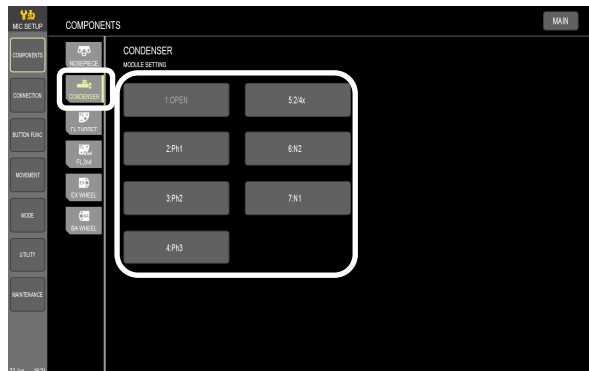 MIC SETUP
COMPONENTS
MAIN
COMPONENTS
CONNECTION
BUTTON FUNC
MOVEMENT
MODE
UTILITY
MAINTENANCE
NOSEPIECE
CONDENSER
FL TURRET
FL 2nd
EX WHEEL
BA WHEEL
CONDENSER
MODULE SETTING
1:OPEN
5:2/4x
2:Ph1
6:N2
3:Ph2
7:N1
4:Ph3